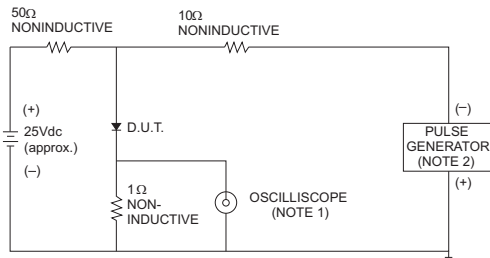 50Ω
NONINDUCTIVE
10Ω
NONINDUCTIVE
(+)
25Vdc
(approx.)
(–)
D.U.T.
1Ω
NON-
INDUCTIVE
OSCILLISCOPE
(NOTE 1)
(–)
PULSE
GENERATOR
(NOTE 2)
(+)